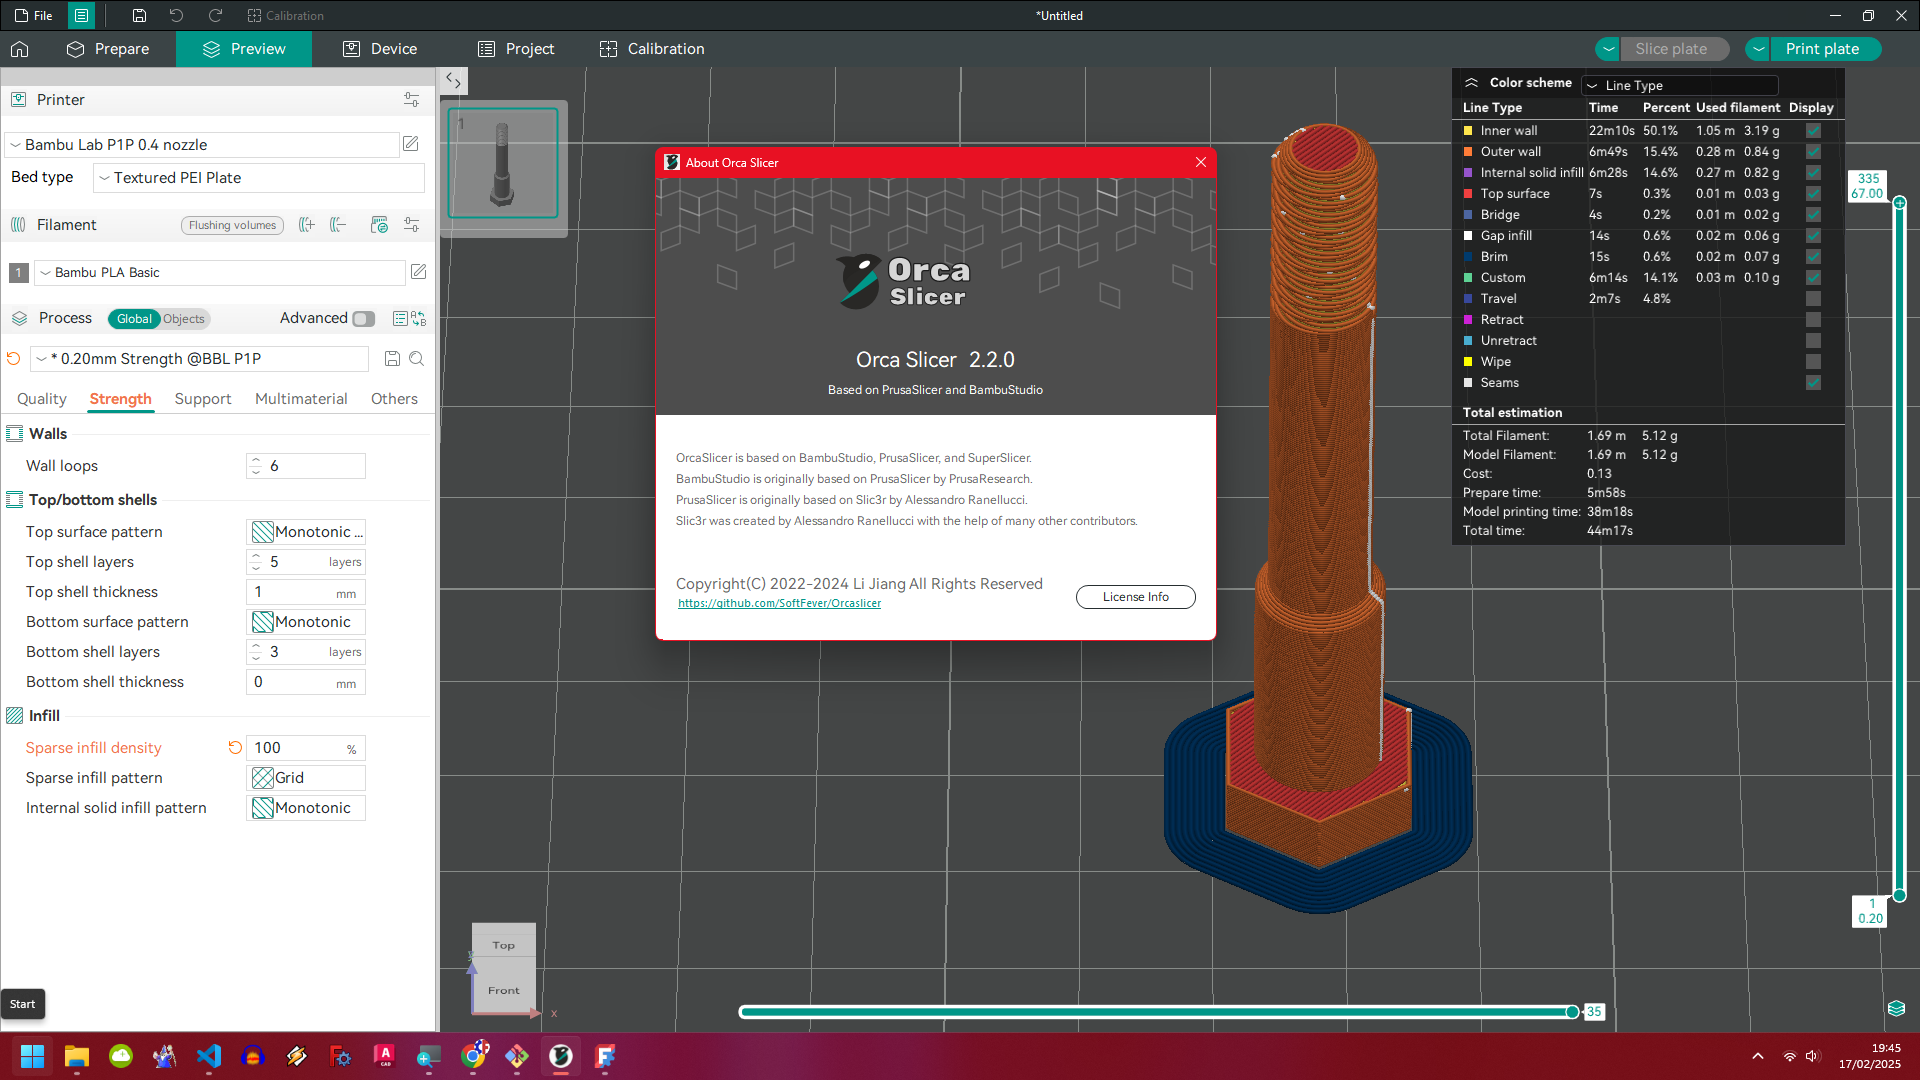 File
Calibration
*Untitled
Prepare
Preview
Device
Project
Calibration
Slice plate
Print plate
Printer
Bambu Lab P1P 0.4 nozzle
Bed type
Textured PEI Plate
Filament
Flushing volumes
1
Bambu PLA Basic
Process
Global
Objects
Advanced
* 0.20mm Strength @BBL P1P
Quality
Strength
Support
Multimaterial
Others
Walls
Wall loops
6
Top/bottom shells
Top surface pattern
Monotonic ...
Top shell layers
5
layers
Top shell thickness
1
mm
Bottom surface pattern
Monotonic
Bottom shell layers
3
layers
Bottom shell thickness
0
mm
Infill
Sparse infill density
100
%
Sparse infill pattern
Grid
Internal solid infill pattern
Monotonic
Start
1
About Orca Slicer
Orca
Slicer
Orca Slicer 2.2.0
Based on PrusaSlicer and BambuStudio
OrcaSlicer is based on BambuStudio, PrusaSlicer, and SuperSlicer.
BambuStudio is originally based on PrusaSlicer by PrusaResearch.
PrusaSlicer is originally based on Slic3r by Alessandro Ranellucci.
Slic3r was created by Alessandro Ranellucci with the help of many other contributors.
Copyright(C) 2022-2024 Li Jiang All Rights Reserved
https://github.com/SoftFever/Orcaslicer
License Info
Color scheme
Line Type
Line Type Time Percent Used filament Display
Inner wall 22m10s 50.1% 1.05 m 3.19 g
Outer wall 6m49s 15.4% 0.28 m 0.84 g
Internal solid infill 6m28s 14.6% 0.27 m 0.82 g
Top surface 7s 0.3% 0.01 m 0.03 g
Bridge 4s 0.2% 0.01 m 0.02 g
Gap infill 14s 0.6% 0.02 m 0.06 g
Brim 15s 0.6% 0.02 m 0.07 g
Custom 6m14s 14.1% 0.03 m 0.10 g
Travel 2m7s 4.8%
Retract
Unretract
Wipe
Seams
Total estimation
Total Filament: 1.69 m 5.12 g
Model Filament: 1.69 m 5.12 g
Cost: 0.13
Prepare time: 5m58s
Model printing time: 38m18s
Total time: 44m17s
335
67.00
1
0.20
Top
Front
x
35
A
CAD
19:45
17/02/2025